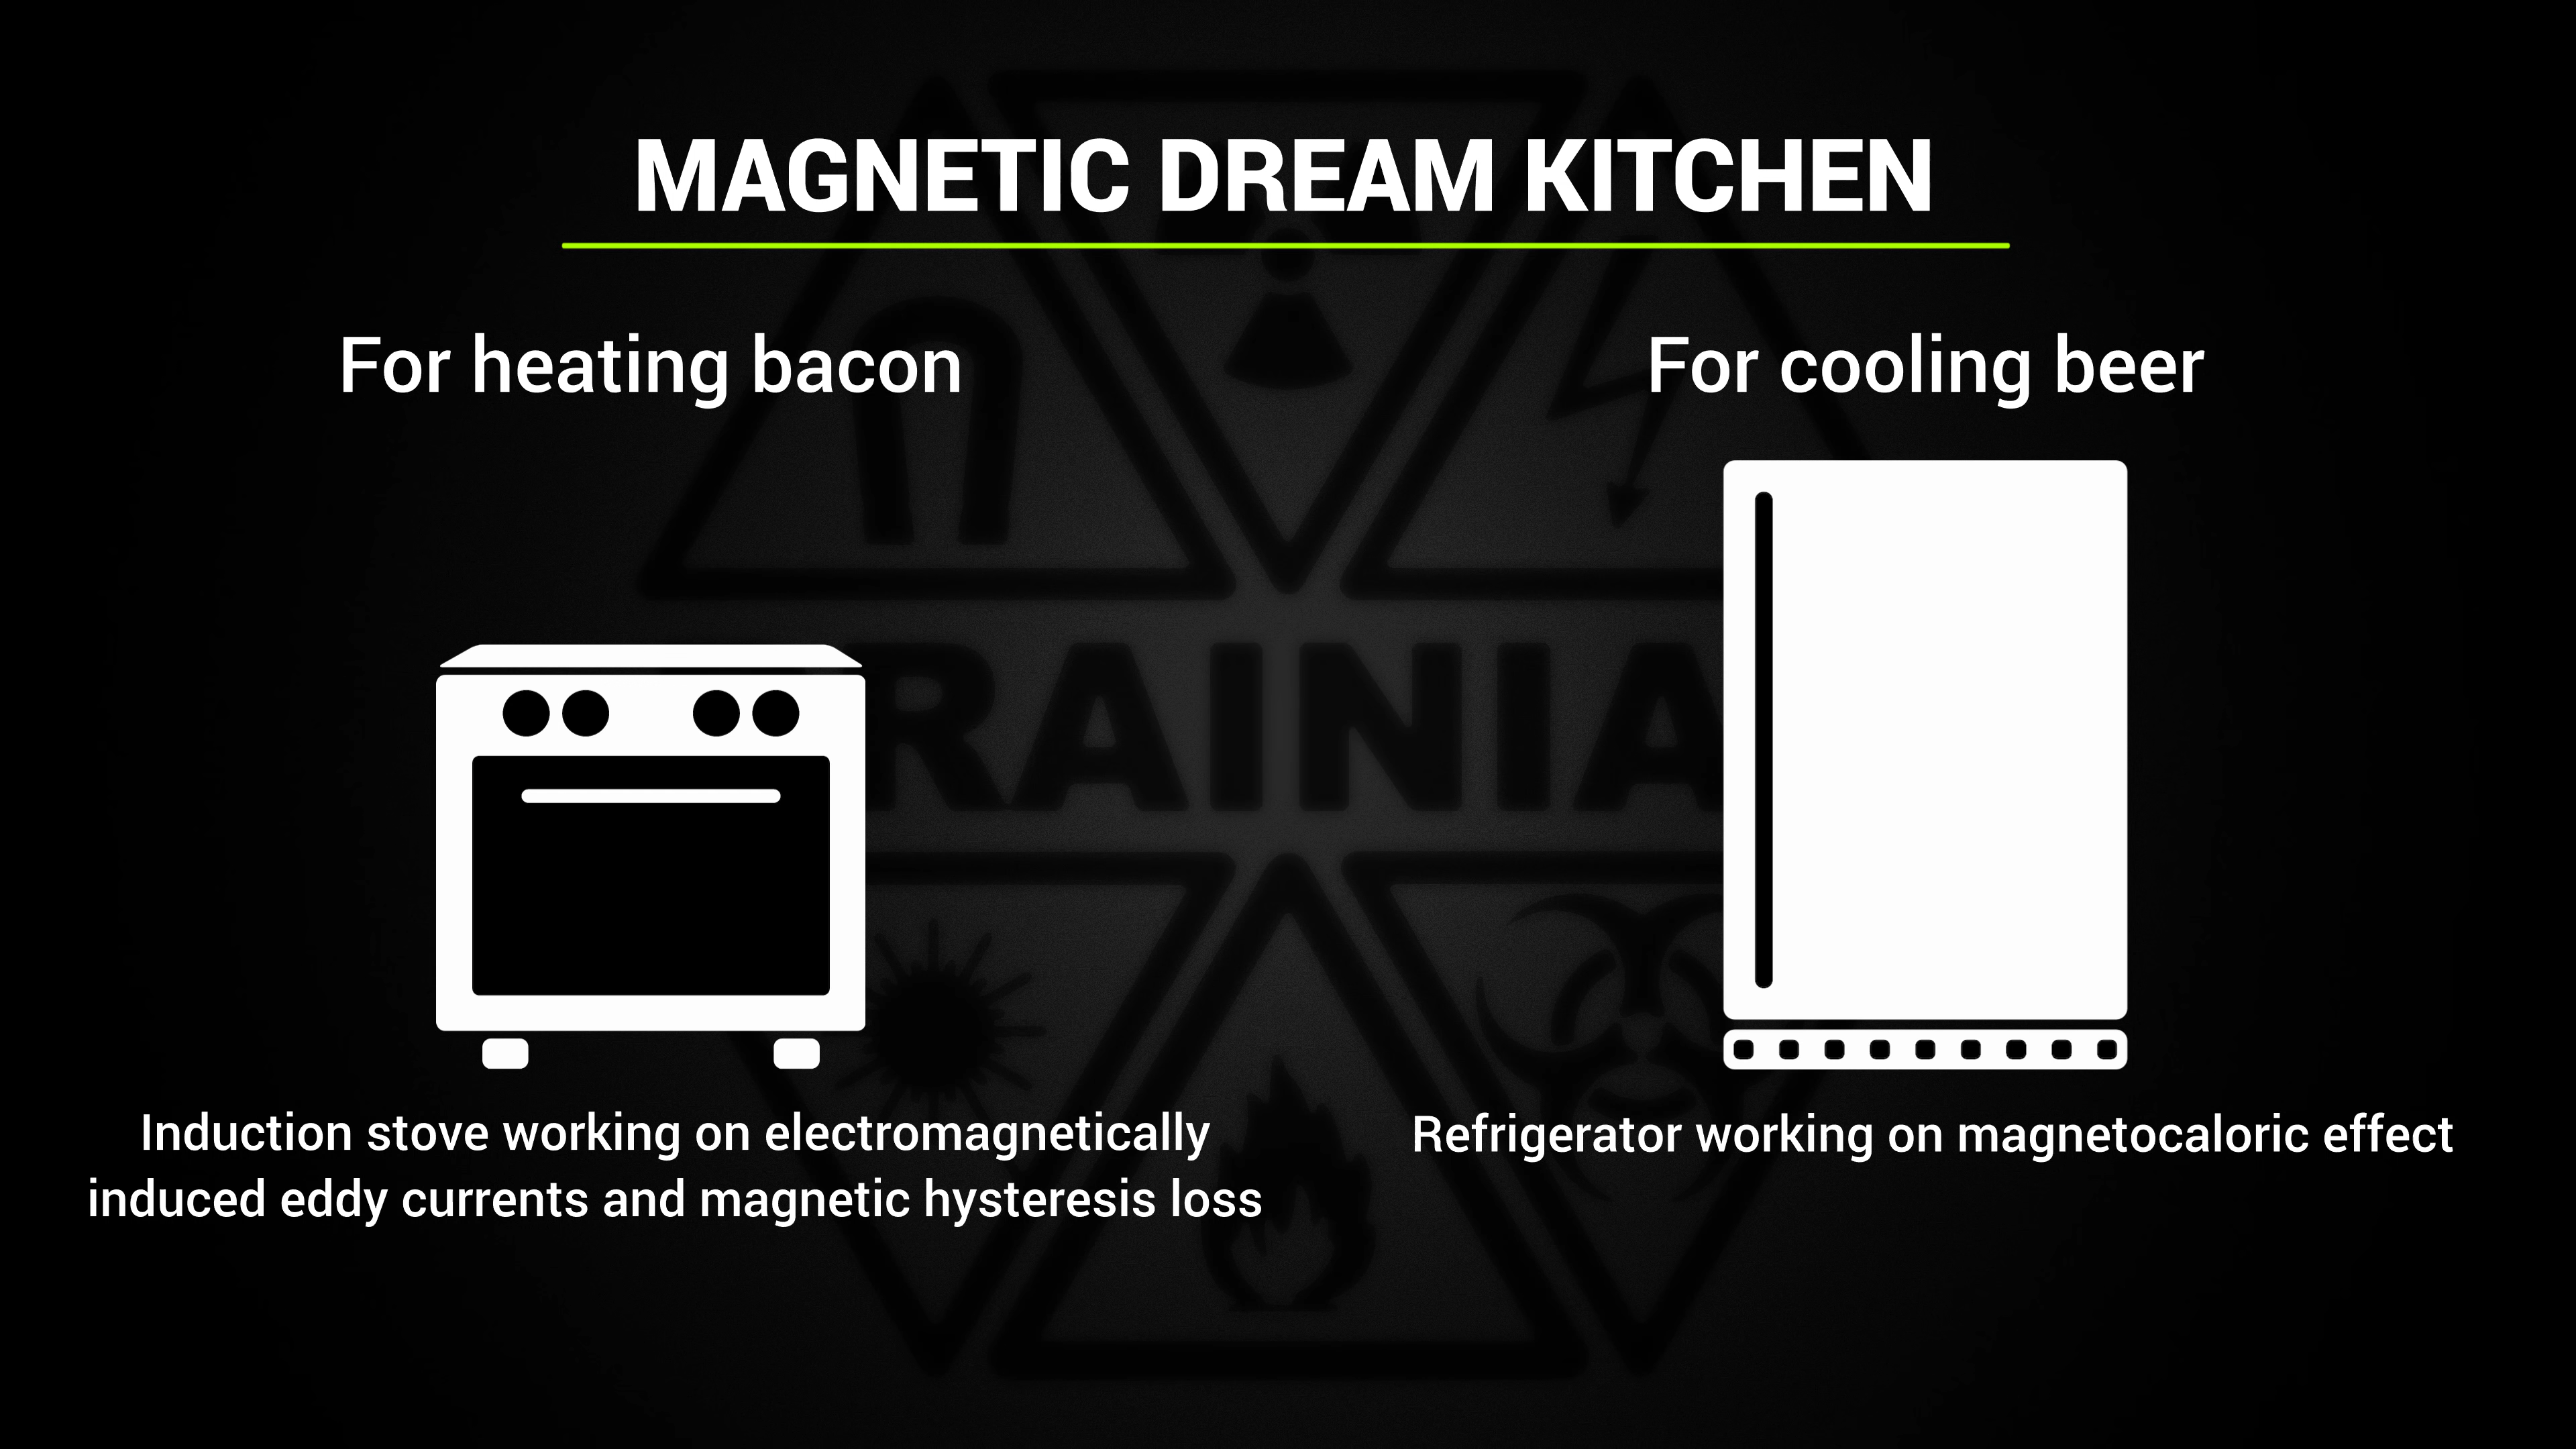 MAGNETIC DREAM KITCHEN
For heating bacon
For cooling beer
RAINIA
Induction stove working on electromagnetically
induced eddy currents and magnetic hysteresis loss
Refrigerator working on magnetocaloric effect